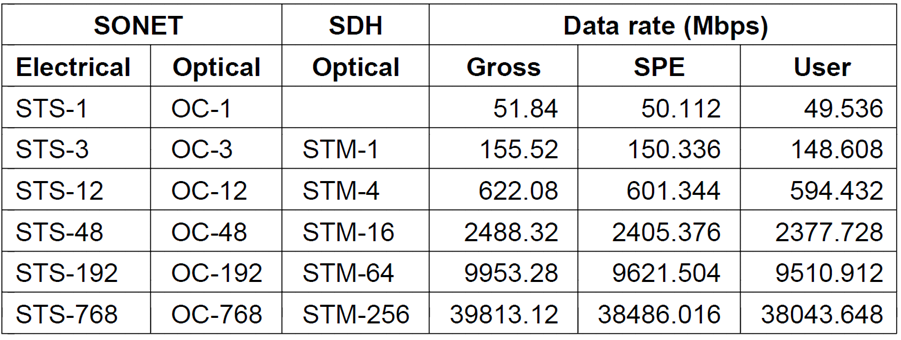 SONET SDH Data rate (Mbps)
Electrical Optical Optical Gross SPE User
STS-1 OC-1 51.84 50.112 49.536
STS-3 OC-3 STM-1 155.52 150.336 148.608
STS-12 OC-12 STM-4 622.08 601.344 594.432
STS-48 OC-48 STM-16 2488.32 2405.376 2377.728
STS-192 OC-192 STM-64 9953.28 9621.504 9510.912
STS-768 OC-768 STM-256 39813.12 38486.016 38043.648